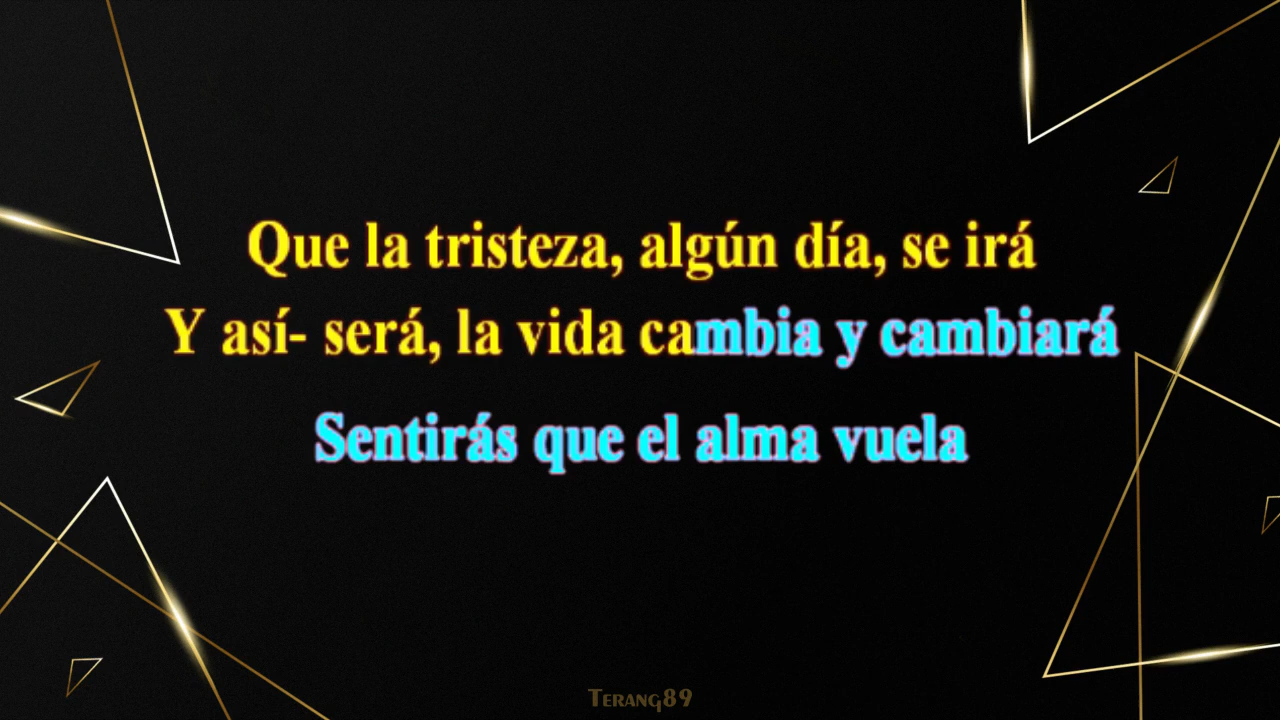 Que la tristeza, algún día, se irá
Y así- será, la vida cambia y cambiará
Sentirás que el alma vuela
Terang89